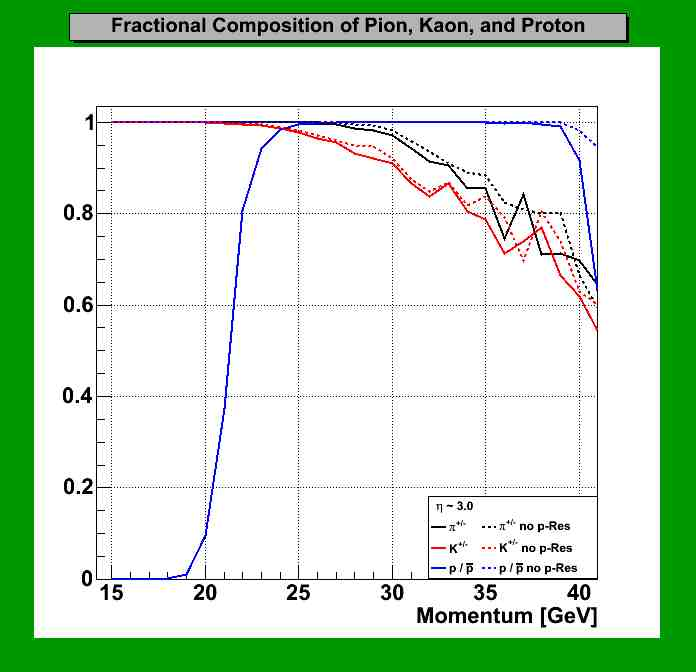 Fractional Composition of Pion, Kaon, and Proton
1
0.8
0.6
0.4
0.2
0
15 20 25 30 35 40
Momentum [GeV]
η ~ 3.0
π⁺ᐟ⁻ π⁺ᐟ⁻ no p-Res
K⁺ᐟ⁻ K⁺ᐟ⁻ no p-Res
p / p̅ p / p̅ no p-Res